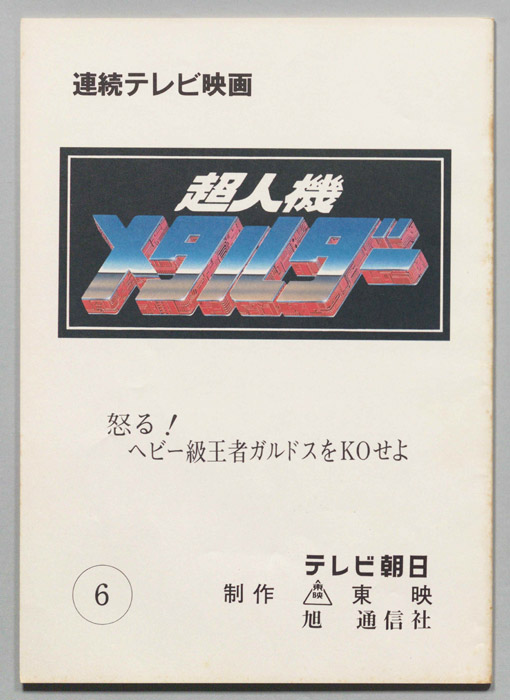 連続テレビ映画
超人機
メタルダー
怒る!
ヘビー級王者ガルドスをKOせよ
テレビ朝日
制作 東映 東映
旭 通信社
6